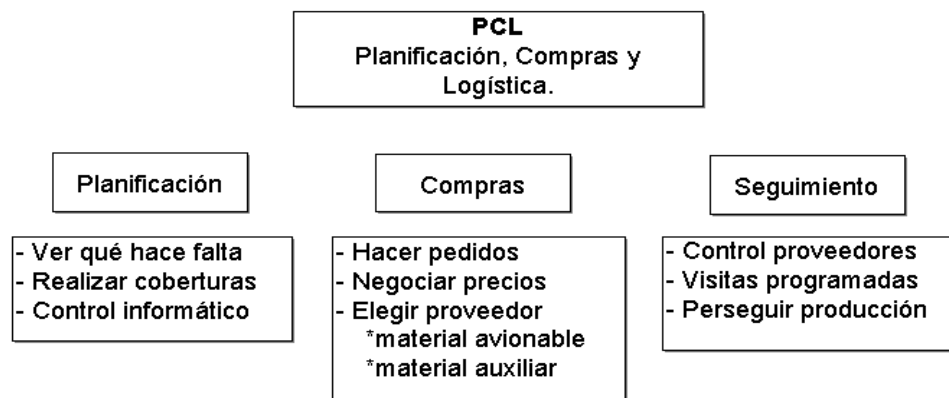 PCL
Planificación, Compras y
Logística.
Planificación
- Ver qué hace falta
- Realizar coberturas
- Control informático
Compras
- Hacer pedidos
- Negociar precios
- Elegir proveedor
*material avionable
*material auxiliar
Seguimiento
- Control proveedores
- Visitas programadas
- Perseguir producción